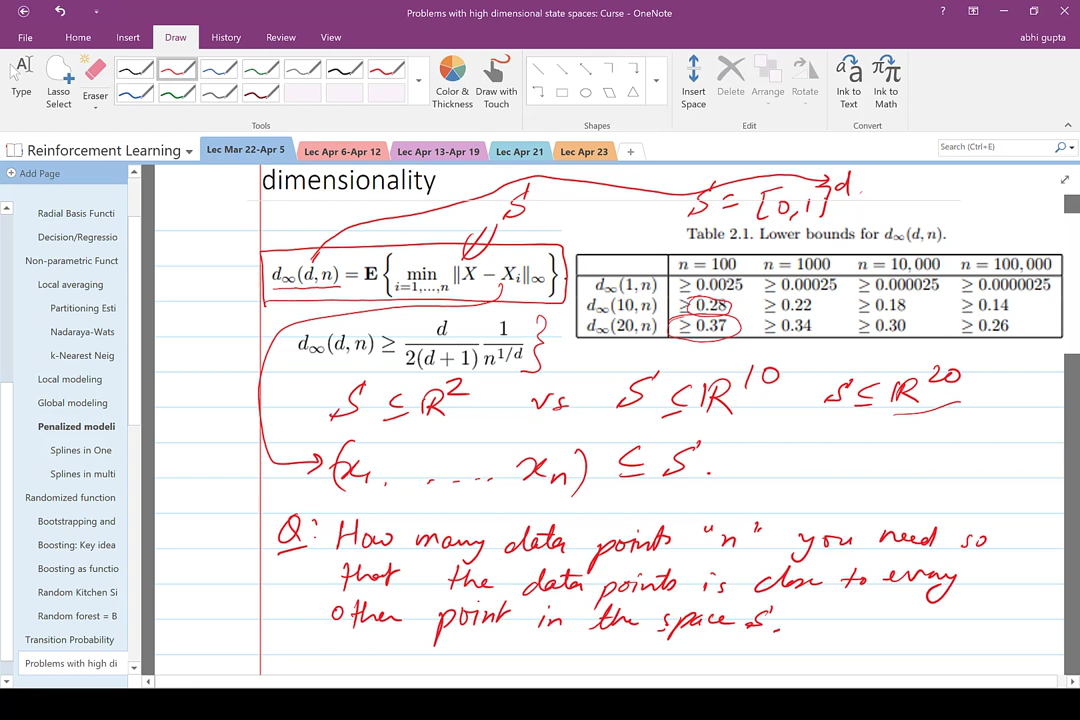 Problems with high dimensional state spaces: Curse - OneNote
File Home Insert Draw History Review View
abhi gupta
Type
Lasso Select
Eraser
Color & Thickness
Draw with Touch
Insert Space
Delete
Arrange
Rotate
Ink to Text
Ink to Math
Tools
Shapes
Edit
Convert
Reinforcement Learning
Lec Mar 22-Apr 5
Lec Apr 6-Apr 12
Lec Apr 13-Apr 19
Lec Apr 21
Lec Apr 23
Search (Ctrl+E)
Add Page
Radial Basis Functi
Decision/Regressio
Non-parametric Funct
Local averaging
Partitioning Esti
Nadaraya-Wats
k-Nearest Neig
Local modeling
Global modeling
Penalized modeli
Splines in One
Splines in multi
Randomized function
Bootstrapping and
Boosting: Key idea
Boosting as functio
Random Kitchen Si
Random forest = B
Transition Probability
Problems with high di
dimensionality
S
S = [0,1]^d.
d∞(d, n) = E { min i=1,...,n ‖X − Xi‖∞ }
d∞(d, n) ≥ d/2(d+1) 1/n^{1/d}
Table 2.1. Lower bounds for d∞(d, n).
n = 100 n = 1000 n = 10,000 n = 100,000
d∞(1, n) ≥ 0.0025 ≥ 0.00025 ≥ 0.000025 ≥ 0.0000025
d∞(10, n) ≥ 0.28 ≥ 0.22 ≥ 0.18 ≥ 0.14
d∞(20, n) ≥ 0.37 ≥ 0.34 ≥ 0.30 ≥ 0.26
S ⊆ ℝ^2 vs S ⊆ ℝ^10 S ⊆ ℝ^20
(x1, ..... xn) ⊆ S.
Q: How many data points "n" you need so
that the data points is close to every
other point in the space S.